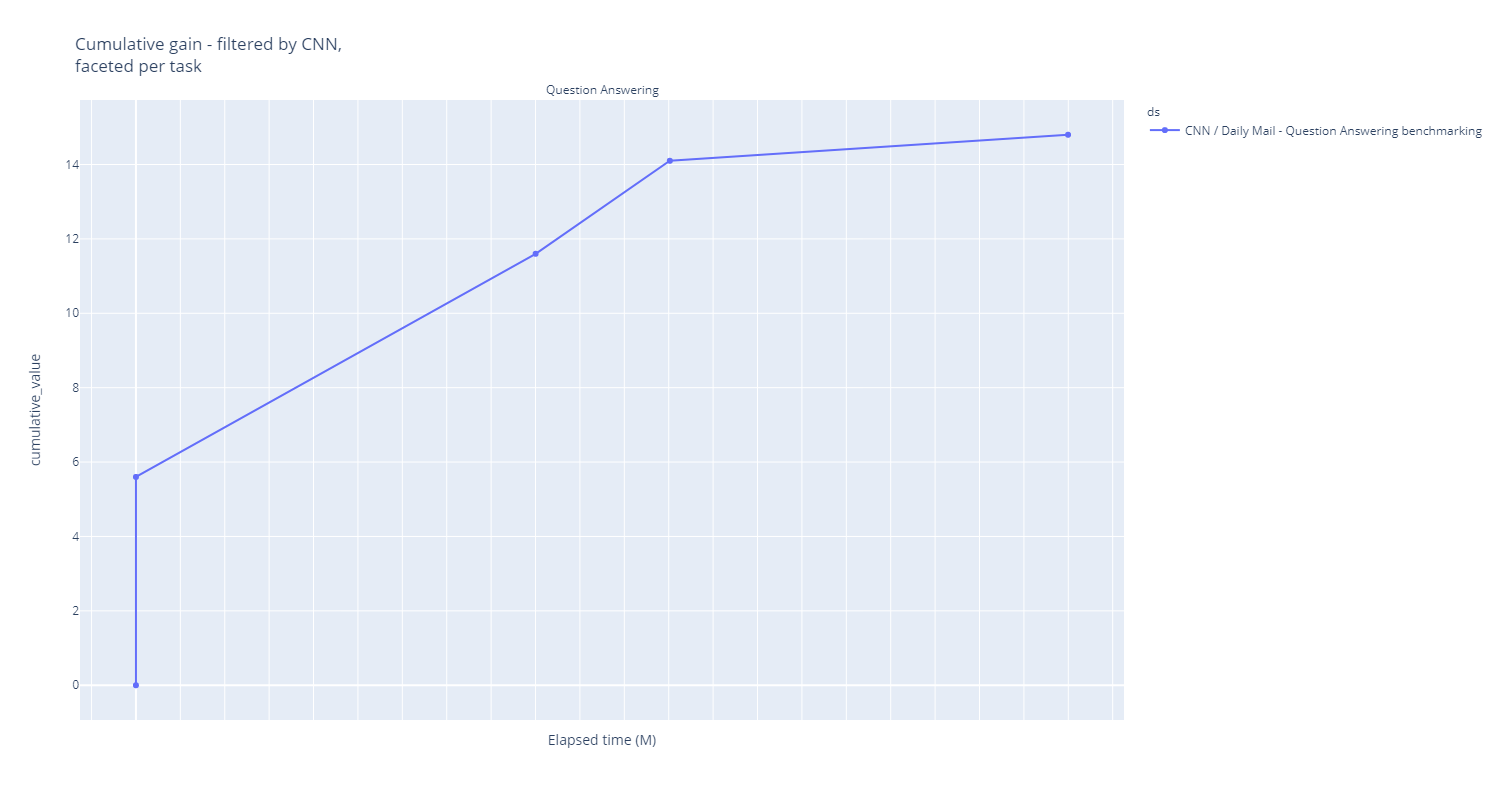 Cumulative gain - filtered by CNN,
faceted per task
Question Answering
ds
CNN / Daily Mail - Question Answering benchmarking
14
12
10
8
6
4
2
0
cumulative_value
Elapsed time (M)